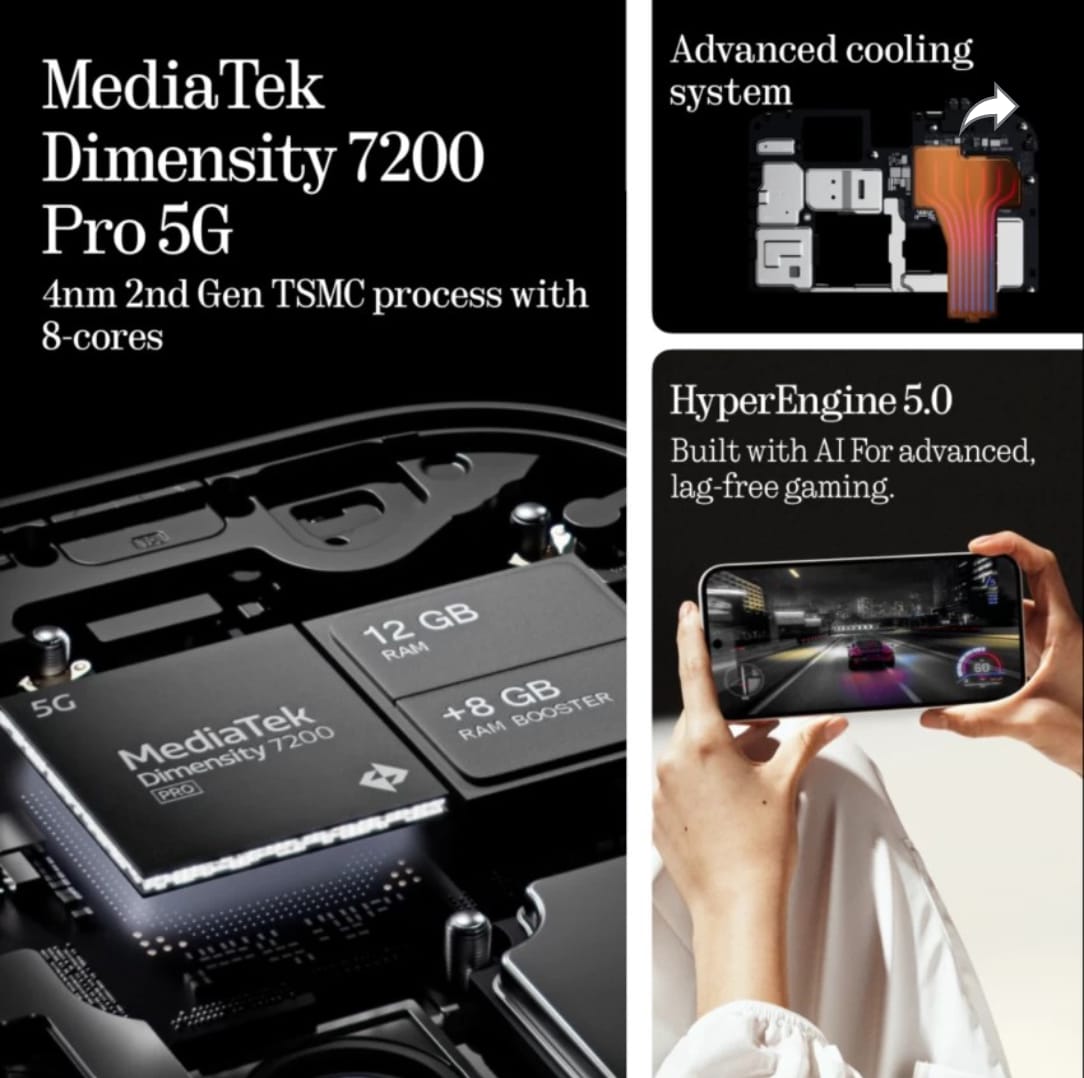 MediaTek
Dimensity 7200
Pro 5G
4nm 2nd Gen TSMC process with
8-cores
12 GB
RAM
+8 GB
RAM BOOSTER
5G
MediaTek
Dimensity 7200
PRO
Advanced cooling
system
HyperEngine 5.0
Built with AI For advanced,
lag-free gaming.
60